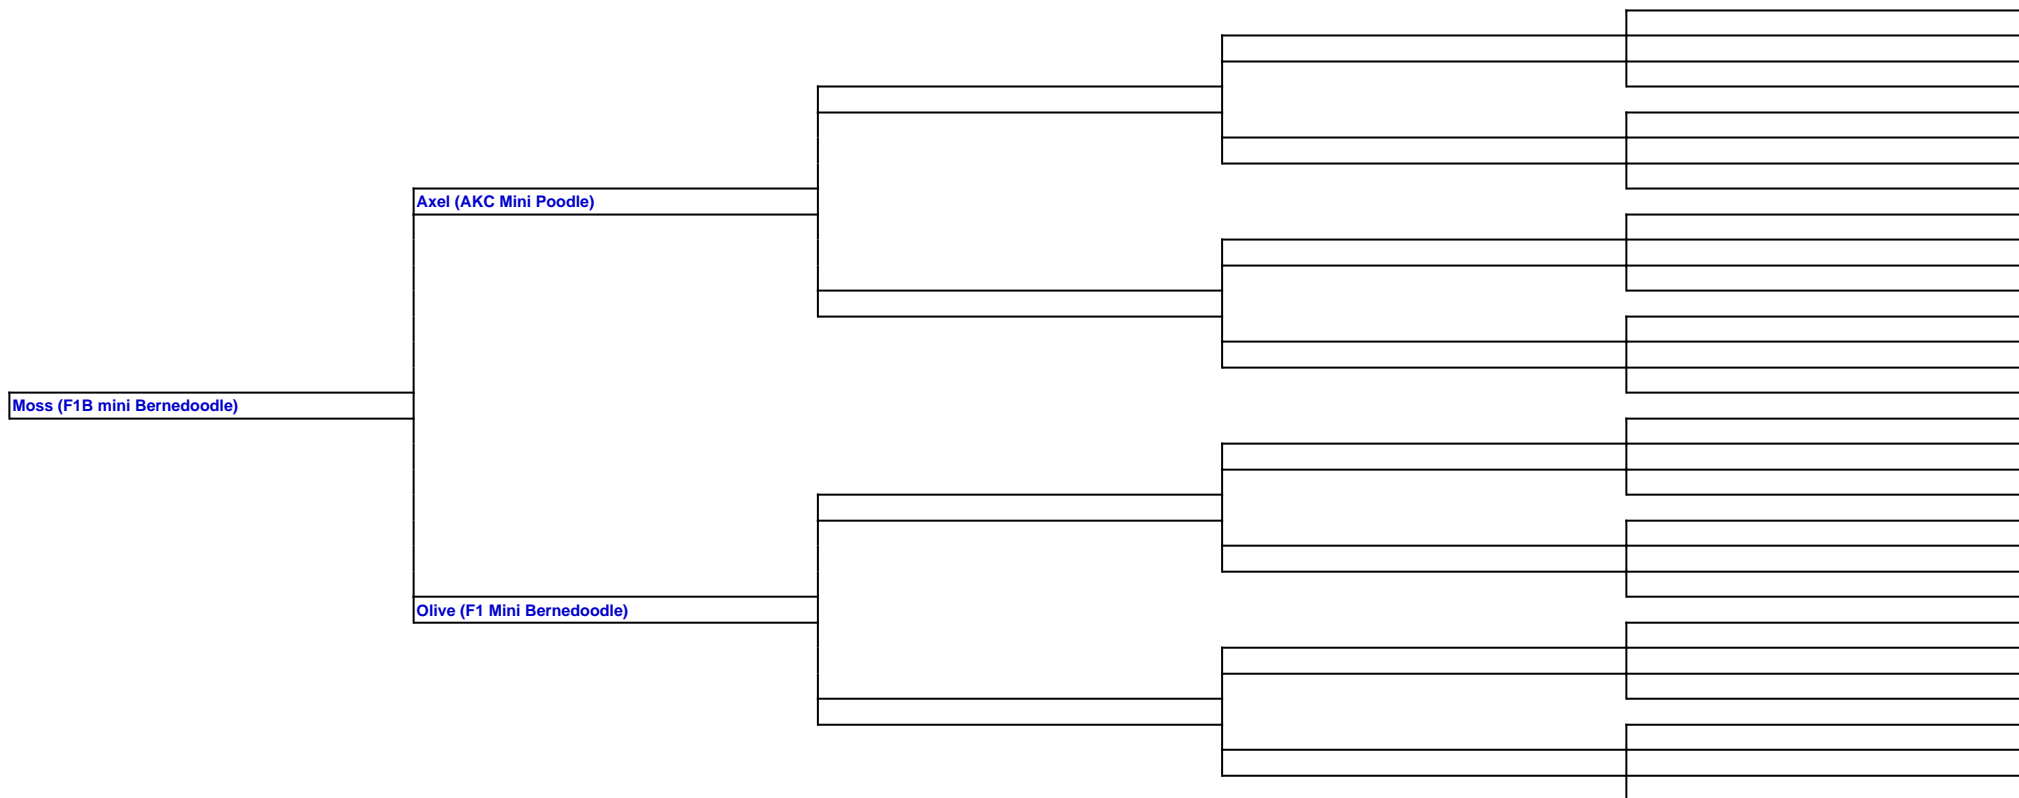 Axel (AKC Mini Poodle)
Moss (F1B mini Bernedoodle)
Olive (F1 Mini Bernedoodle)